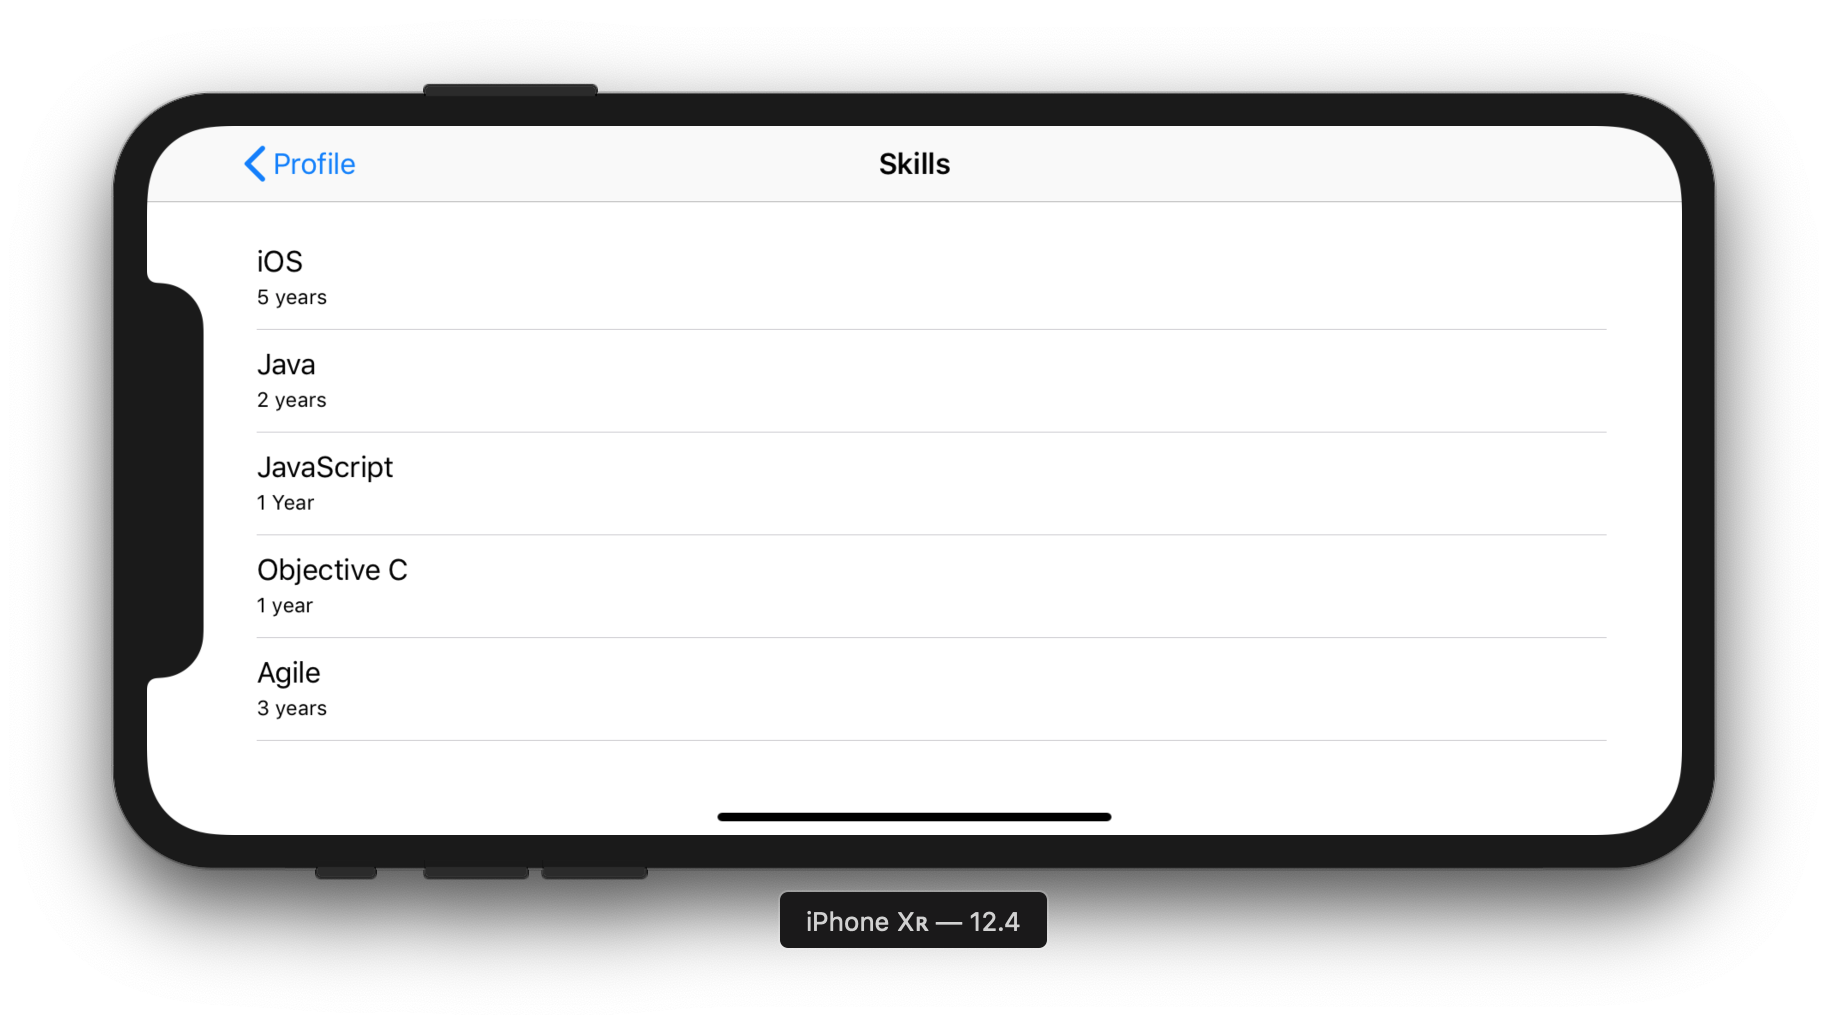 Profile
Skills
iOS
5 years
Java
2 years
JavaScript
1 Year
Objective C
1 year
Agile
3 years
iPhone Xʀ — 12.4